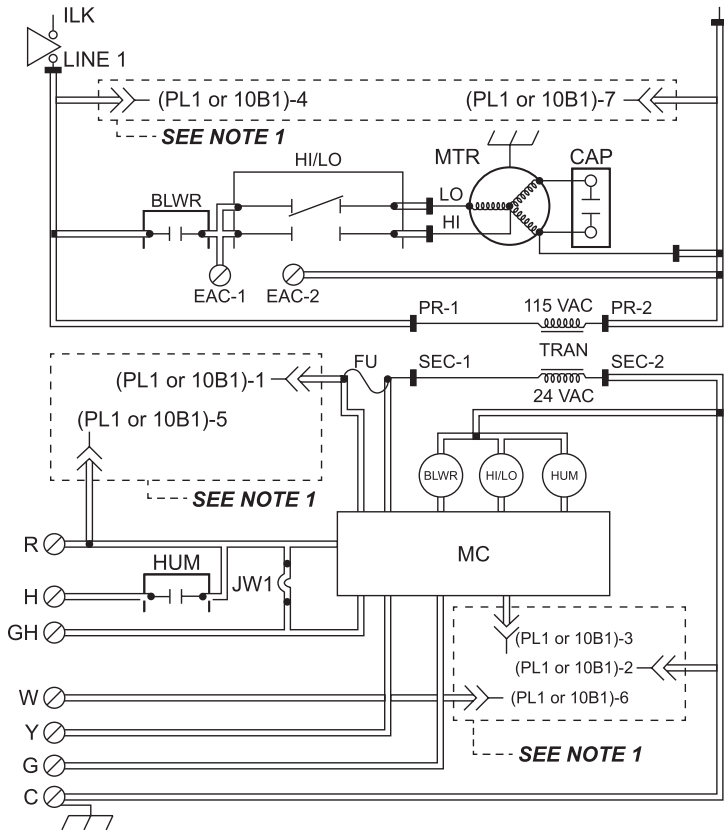 ILK
LINE 1
(PL1 or 10B1)-4
(PL1 or 10B1)-7
SEE NOTE 1
HI/LO
MTR
CAP
BLWR
LO
HI
EAC-1
EAC-2
PR-1
115 VAC
PR-2
TRAN
FU
SEC-1
SEC-2
24 VAC
(PL1 or 10B1)-1
(PL1 or 10B1)-5
SEE NOTE 1
BLWR
HI/LO
HUM
R
MC
HUM
H
JW1
GH
(PL1 or 10B1)-3
(PL1 or 10B1)-2
W
(PL1 or 10B1)-6
Y
SEE NOTE 1
G
C